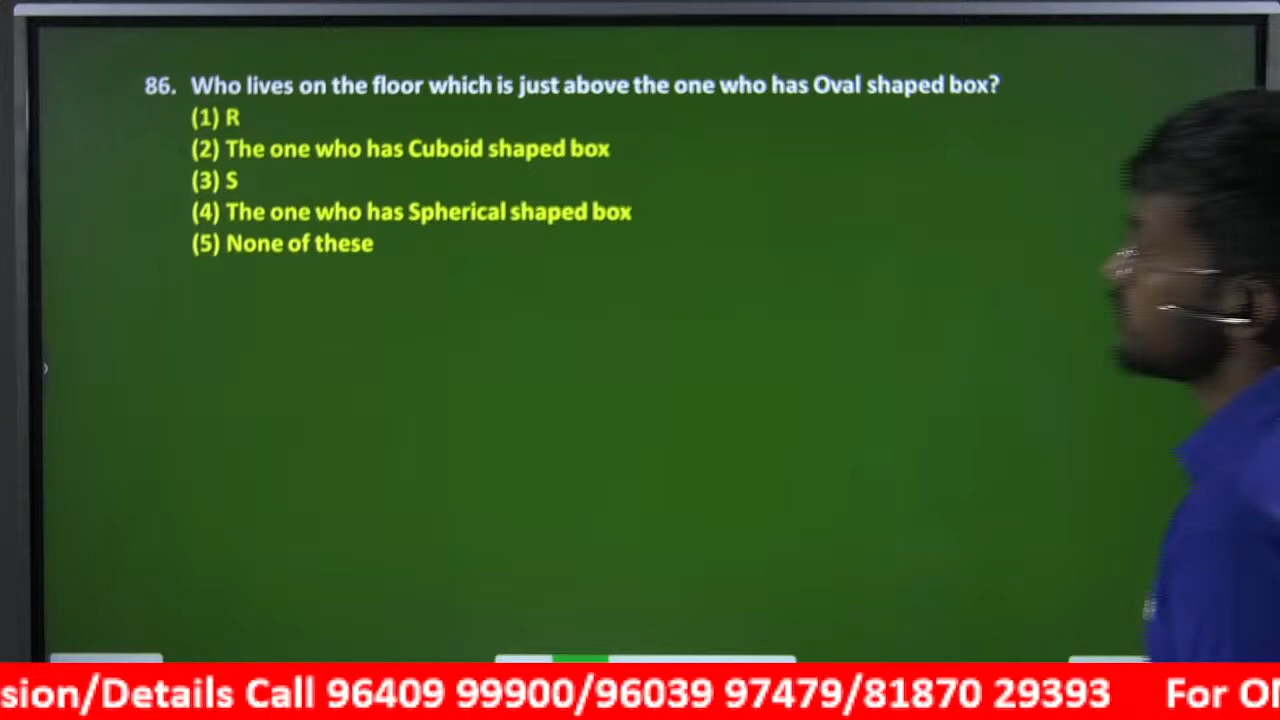 86. Who lives on the floor which is just above the one who has Oval shaped box?
(1) R
(2) The one who has Cuboid shaped box
(3) S
(4) The one who has Spherical shaped box
(5) None of these
sion/Details Call 96409 99900/96039 97479/81870 29393 For Ol